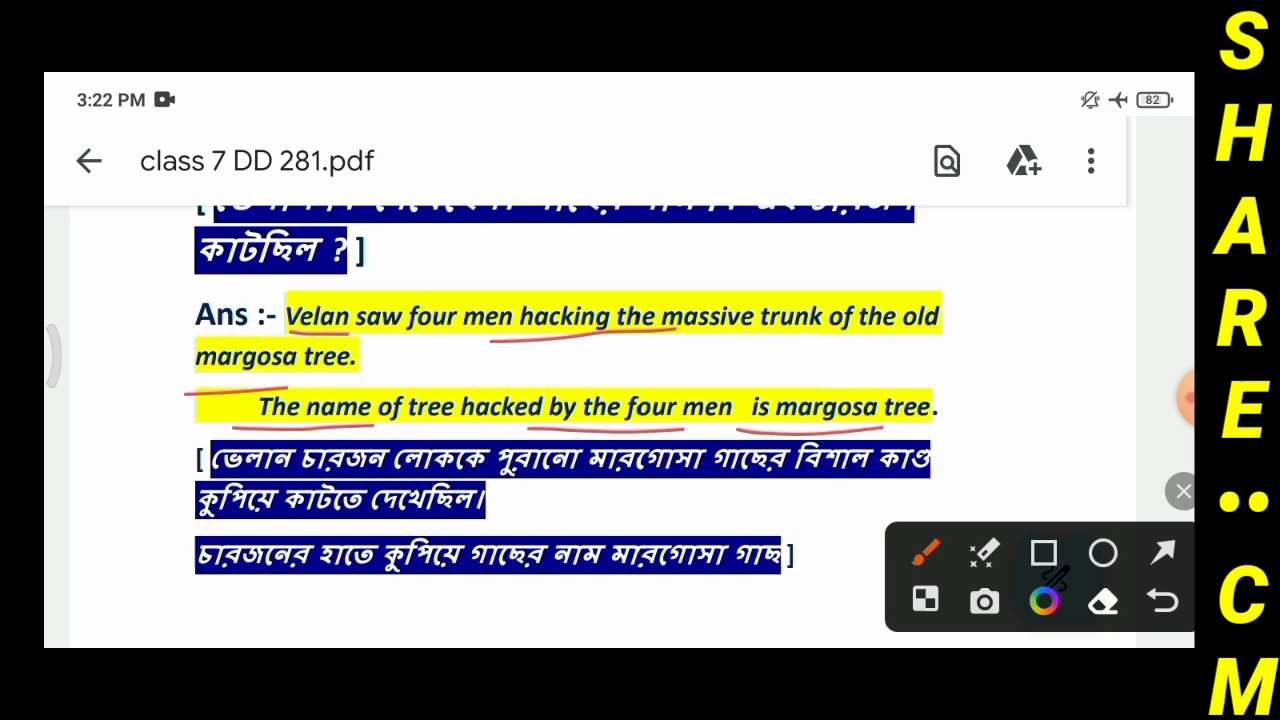 3:22 PM
82
class 7 DD 281.pdf
[
কাটছিল ? ]
Ans :- Velan saw four men hacking the massive trunk of the old
margosa tree.
The name of tree hacked by the four men is margosa tree.
[ ভেলান চারজন লোককে পুরানো মারগোসা গাছের বিশাল কাণ্ড
কুপিয়ে কাটতে দেখেছিল।
চারজনের হাতে কুপিয়ে গাছের নাম মারগোসা গাছ ]
SHARE••CM